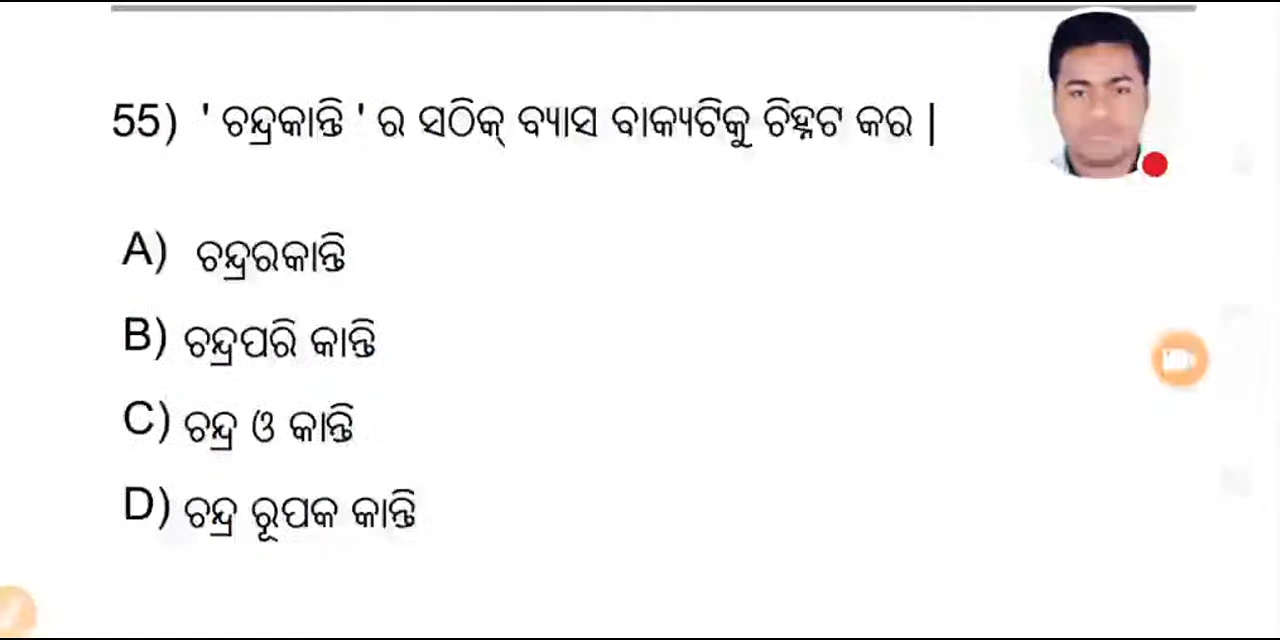 55) ' ଚନ୍ଦ୍ରକାନ୍ତି ' ର ସଠିକ୍ ବ୍ୟାସ ବାକ୍ୟଟିକୁ ଚିହ୍ନଟ କର |
A) ଚନ୍ଦ୍ରରକାନ୍ତି
B) ଚନ୍ଦ୍ରପରି କାନ୍ତି
C) ଚନ୍ଦ୍ର ଓ କାନ୍ତି
D) ଚନ୍ଦ୍ର ରୂପକ କାନ୍ତି